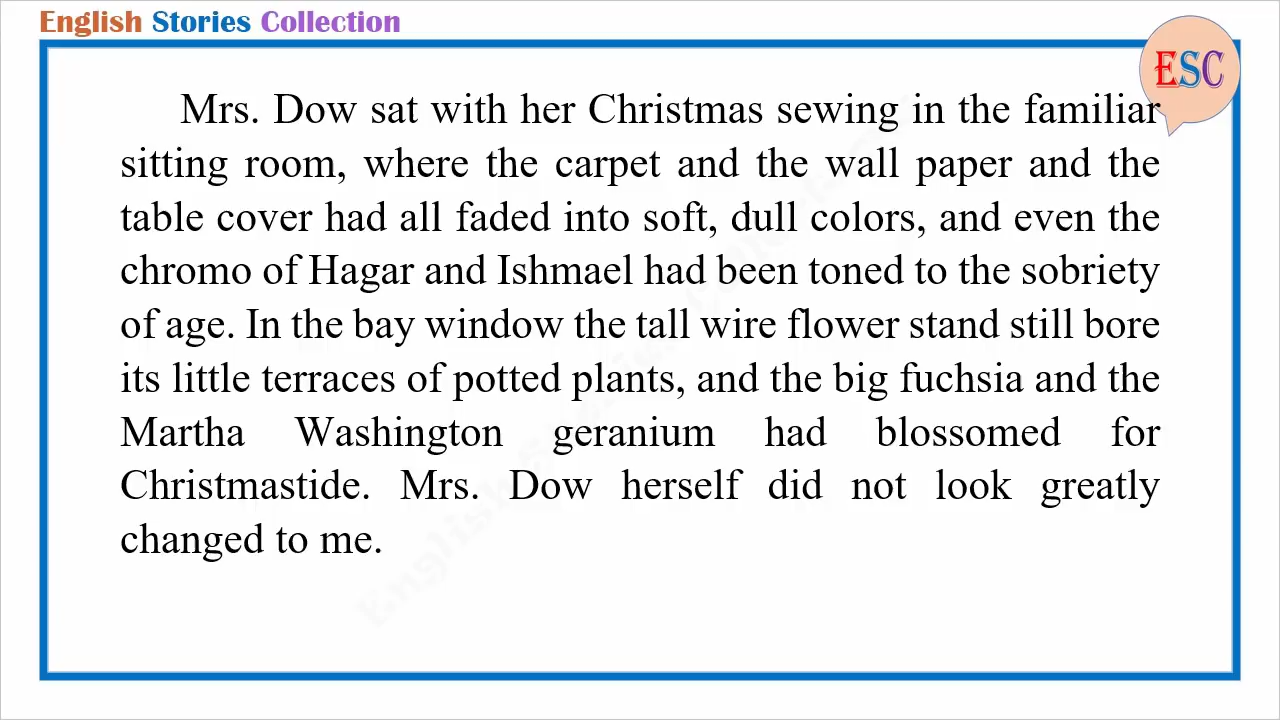 English Stories Collection
ESC
Mrs. Dow sat with her Christmas sewing in the familiar
sitting room, where the carpet and the wall paper and the
table cover had all faded into soft, dull colors, and even the
chromo of Hagar and Ishmael had been toned to the sobriety
of age. In the bay window the tall wire flower stand still bore
its little terraces of potted plants, and the big fuchsia and the
Martha Washington geranium had blossomed for
Christmastide. Mrs. Dow herself did not look greatly
changed to me.